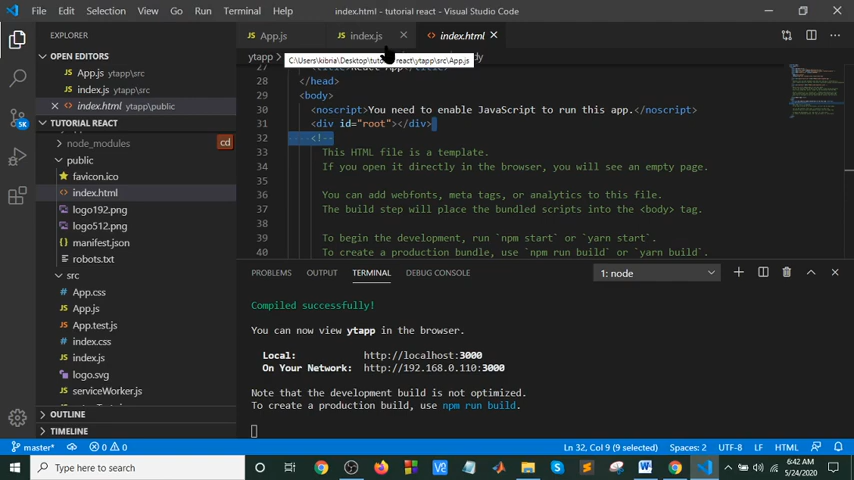 File Edit Selection View Go Run Terminal Help index.html - tutorial react - Visual Studio Code
EXPLORER
OPEN EDITORS
App.js ytapp\src
index.js ytapp\src
index.html ytapp\public
TUTORIAL REACT
node_modules
public
favicon.ico
index.html
logo192.png
logo512.png
manifest.json
robots.txt
src
App.css
App.js
App.test.js
index.css
index.js
logo.svg
serviceWorker.js
OUTLINE
TIMELINE
App.js index.js index.html
ytapp
C:\Users\kibria\Desktop\tutorial react\ytapp\src\App.js
27
28 </head>
29 <body>
30 <noscript>You need to enable JavaScript to run this app.</noscript>
31 <div id="root"></div>
32 <!--
33 This HTML file is a template.
34 If you open it directly in the browser, you will see an empty page.
35
36 You can add webfonts, meta tags, or analytics to this file.
37 The build step will place the bundled scripts into the <body> tag.
38
39 To begin the development, run `npm start` or `yarn start`.
40 To create a production bundle, use `npm run build` or `yarn build`.
PROBLEMS OUTPUT TERMINAL DEBUG CONSOLE 1: node
Compiled successfully!
You can now view ytapp in the browser.
Local: http://localhost:3000
On Your Network: http://192.168.0.110:3000
Note that the development build is not optimized.
To create a production build, use npm run build.
master* 0 0 Ln 32, Col 9 (9 selected) Spaces: 2 UTF-8 LF HTML
Type here to search
6:42 AM
5/24/2020